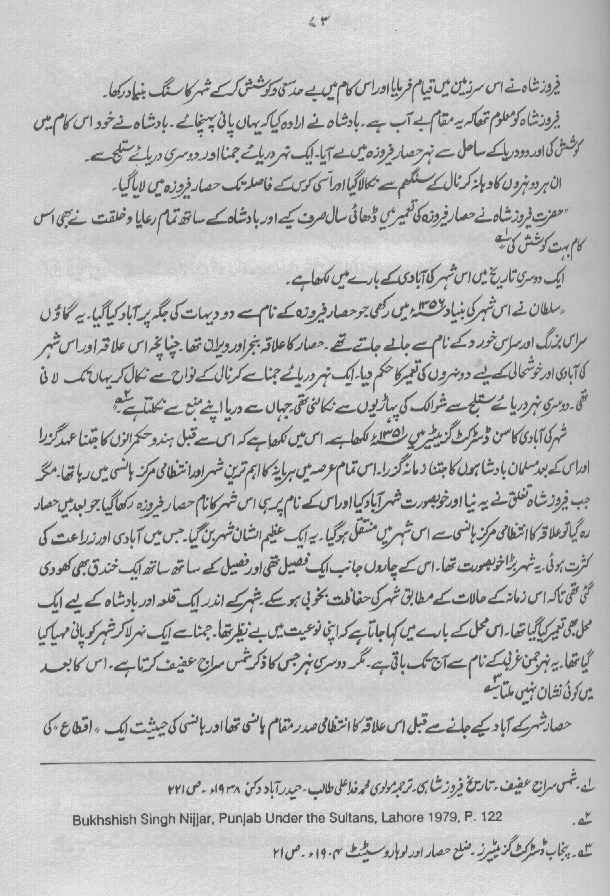 ۷۳
فیروز شاہ نے اس سرزمین میں قیام فرمایا اور اس کام میں بے حد سعی و کوشش کر کے شہر کا سنگ بنیاد رکھا۔
فیروز شاہ کو معلوم تھا کہ یہ مقام بے آب ہے۔ بادشاہ نے ارادہ کیا کہ یہاں پانی پہنچائے۔ بادشاہ نے خود اس کام میں
کوشش کی اور دو دریا کے ساحل سے نہر حصار فیروزہ میں لے آیا۔ ایک نہر دریائے جمنا اور دوسری دریائے ستلج سے۔
ان ہر دو نہروں کا دہانہ کرنال کے سنگھم سے نکالا گیا اور اسی کوس کے فاصلہ تک حصار فیروزہ میں لایا گیا۔
"حضرت فیروز شاہ نے حصار فیروزہ کی تعمیر میں ڈھائی سال صرف کیے اور بادشاہ کے ساتھ تمام رعایا و خلقت نے بھی اس
کام بہت کوشش کی۱؎
ایک دوسری تاریخ میں اس شہر کی آبادی کے بارے میں لکھا ہے۔
"سلطان نے اس شہر کی بنیاد ۱۳۵۶ء میں رکھی جو حصار فیروزہ کے نام سے دو دیہات کی جگہ پر آباد کیا گیا۔ یہ گاؤں
سراس بزرگ اور سراس خورد کے نام سے جانے جاتے تھے۔ حصار کا علاقہ بنجر اور ویران تھا۔ چنانچہ اس علاقہ اور اس شہر
کی آبادی اور خوشحالی کے لیے دو نہروں کی تعمیر کا حکم دیا۔ ایک نہر دریائے جمنا سے کرنال کے نواح سے نکال کر یہاں تک لانی
تھی۔ دوسری نہر دریائے ستلج سے شوالک کی پہاڑیوں سے نکالنی تھی۔ جہاں سے دریا اپنے منبع سے نکلتا ہے۲؎
شہر کی آبادی کا سن ڈسٹرکٹ گزیٹیر میں ۱۳۵۱ء لکھا ہے۔ اس میں لکھا ہے کہ اس سے قبل ہندو حکمرانوں کا جتنا عہد گزرا
اور اس کے بعد مسلمان بادشاہوں کا جتنا زمانہ گزرا۔ اس تمام عرصہ میں ہریانہ کا اہم ترین شہر اور انتظامی مرکز ہانسی میں رہا تھا۔ مگر
جب فیروز شاہ تغلق نے یہ نیا اور خوبصورت شہر آباد کیا اور اس کے نام پر ہی اس شہر کا نام حصار فیروزہ رکھا گیا جو بعد میں حصار
رہ گیا تو علاقہ کا انتظامی مرکز ہانسی سے اس شہر میں منتقل ہو گیا۔ یہ ایک عظیم الشان شہر بن گیا۔ جس میں آبادی اور زراعت کی
کثرت ہوئی۔ یہ شہر بڑا خوبصورت تھا۔ اس کے چاروں جانب ایک فصیل تھی اور فصیل کے ساتھ ساتھ ایک خندق بھی کھودی
گئی تھی تاکہ اس زمانہ کے حالات کے مطابق شہر کی حفاظت بخوبی ہو سکے۔ شہر کے اندر ایک قلعہ اور بادشاہ کے لیے ایک
محل بھی تعمیر کیا گیا تھا۔ اس محل کے بارے میں کہا جاتا ہے کہ اپنی نوعیت میں بے نظیر تھا۔ جمنا سے ایک نہر لا کر شہر کو پانی مہیا کیا
گیا تھا۔ یہ نہر جمن غربی کے نام سے آج تک باقی ہے۔ مگر دوسری نہر جس کا ذکر شمس سراج عفیف کرتا ہے۔ اس کا بعد
میں کوئی نشان نہیں ملتا۳؎
حصار شہر کے آباد کیے جانے سے قبل اس علاقہ کا انتظامی صدر مقام ہانسی تھا اور ہانسی کی حیثیت ایک "اقطاع" کی
۱؎۔ شمس سراج عفیف۔ تاریخ فیروز شاہی۔ ترجمہ مولوی محمد فدا علی طالب۔ حیدرآباد دکن ۱۹۳۸ء۔ ص ۲۲۱
۲؎۔ Bukhshish Singh Nijjar, Punjab Under the Sultans, Lahore 1979, P. 122
۳؎۔ پنجاب ڈسٹرکٹ گزیٹیرز۔ ضلع حصار اور لوہارو سٹیٹ ۱۹۰۴ء۔ ص ۲۱